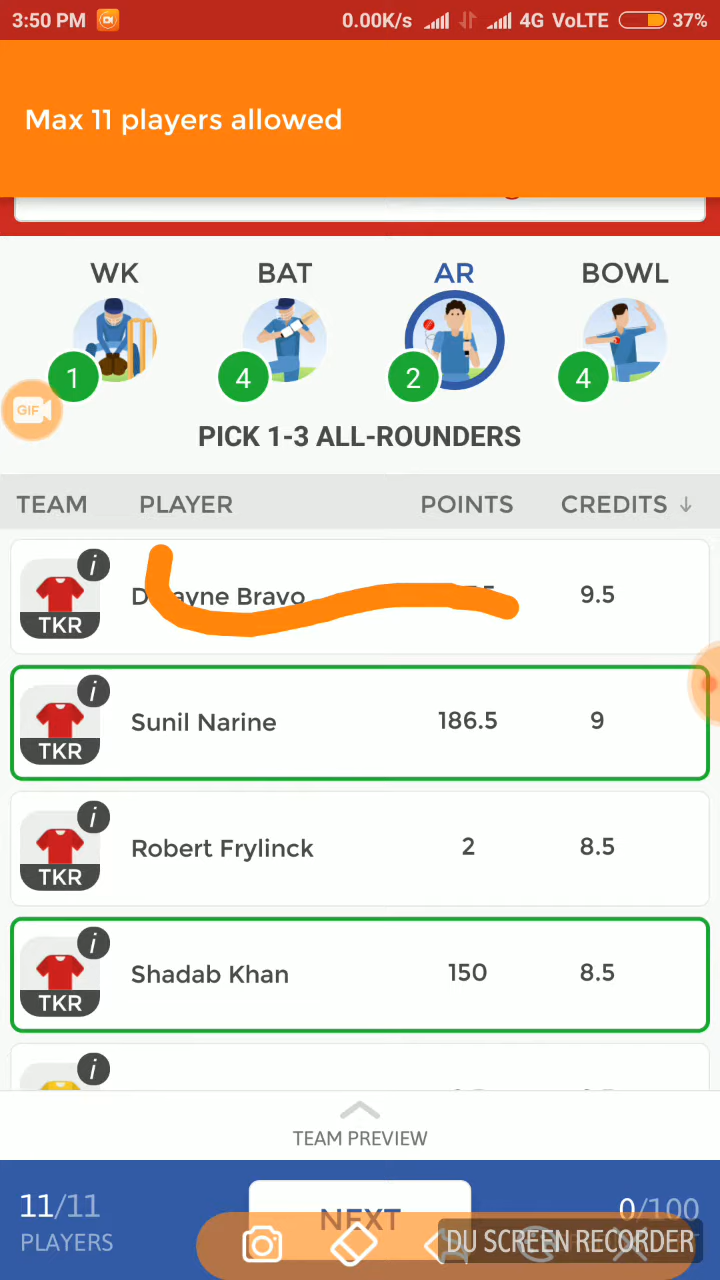 3:50 PM 0.00K/s 4G VoLTE 37%
Max 11 players allowed
WK BAT AR BOWL
1 4 2 4
GIF
PICK 1-3 ALL-ROUNDERS
TEAM PLAYER POINTS CREDITS
i
TKR Bravo 9.5
i
TKR Sunil Narine 186.5 9
i
TKR Robert Frylinck 2 8.5
i
TKR Shadab Khan 150 8.5
i
TEAM PREVIEW
11/11 NEXT 0/100
PLAYERS DU SCREEN RECORDER